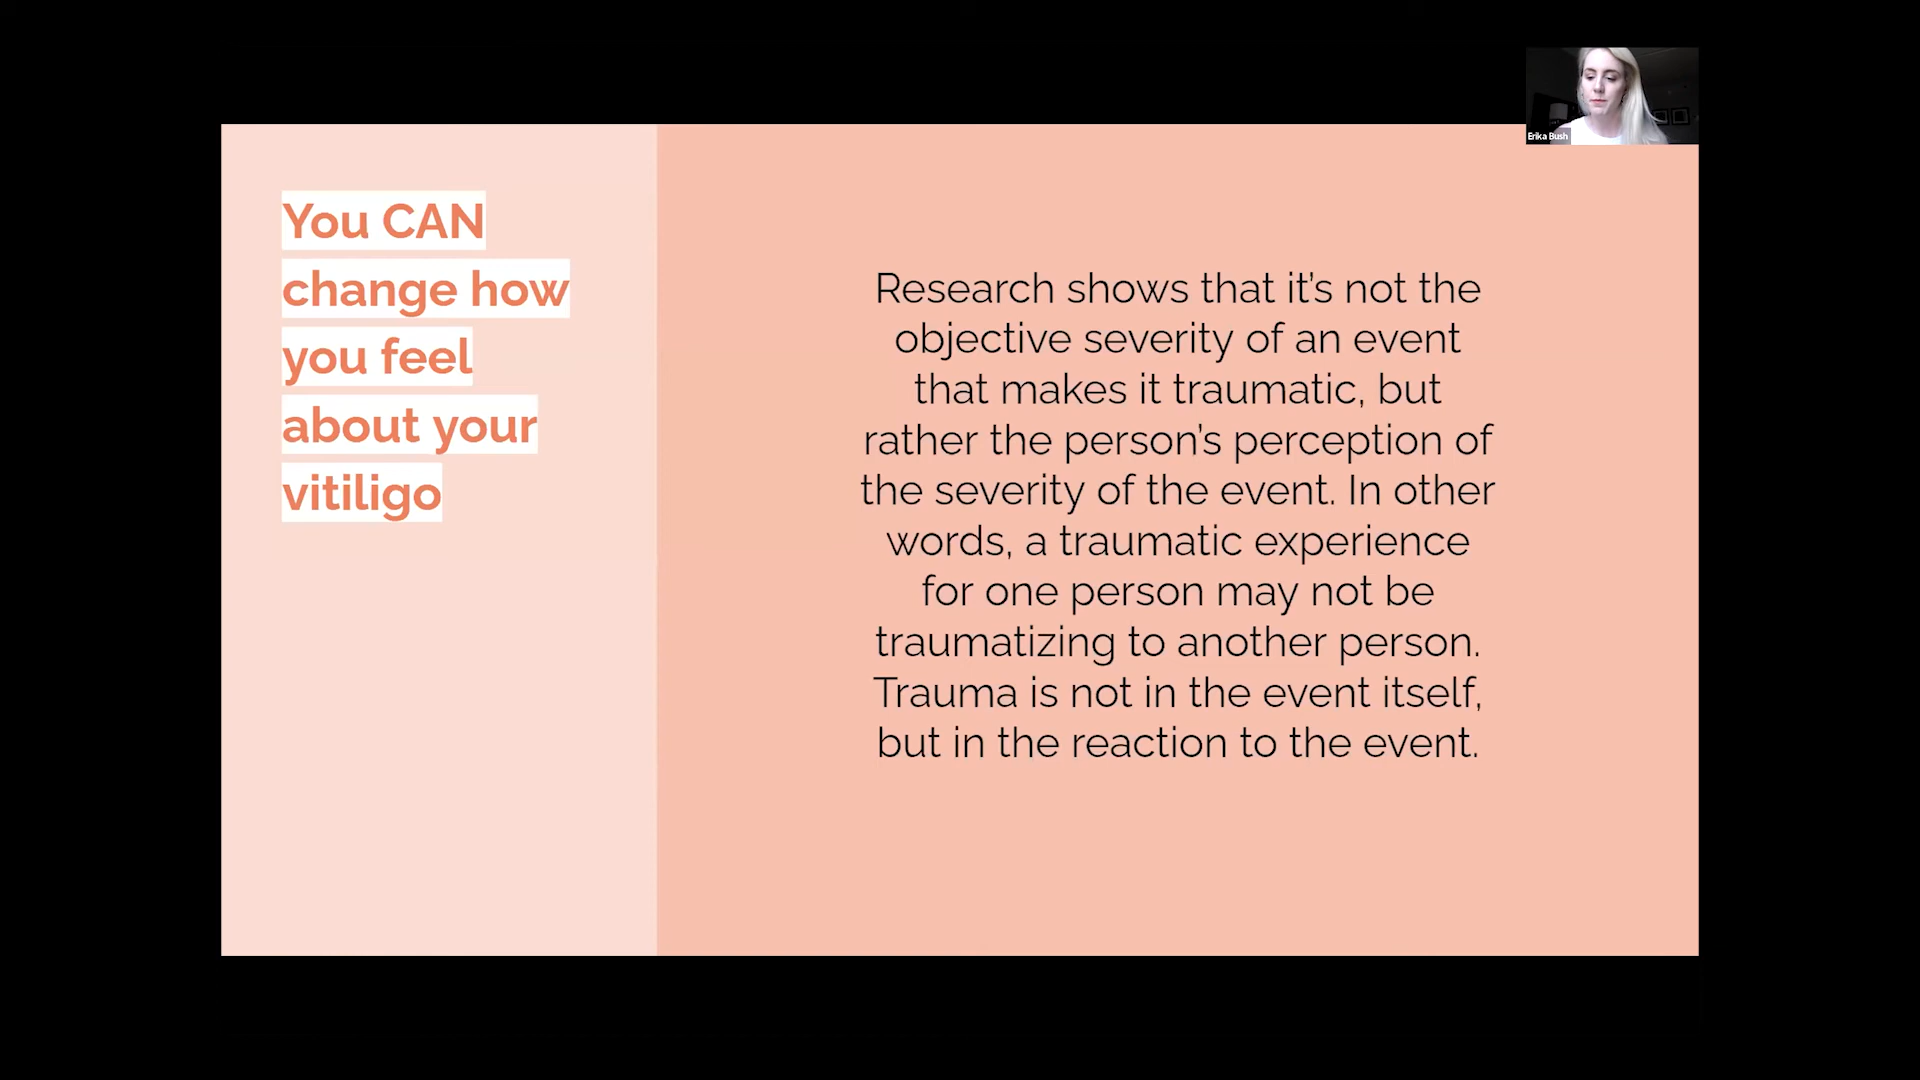 You CAN
change how
you feel
about your
vitiligo
Research shows that it's not the
objective severity of an event
that makes it traumatic, but
rather the person's perception of
the severity of the event. In other
words, a traumatic experience
for one person may not be
traumatizing to another person.
Trauma is not in the event itself,
but in the reaction to the event.
Erika Bush